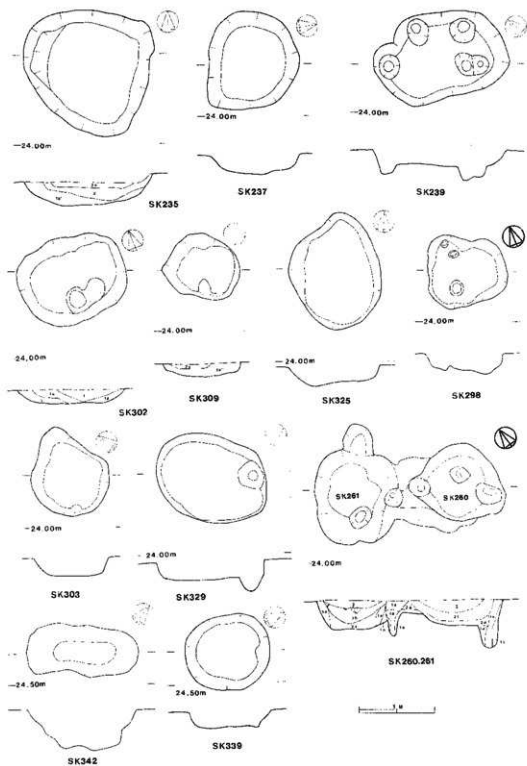 —24.00m
SK235
—24.00m
SK237
—24.00m
SK239
24.00m
SK302
—24.00m
SK309
—24.00m
SK325
—24.00m
SK298
—24.00m
SK303
24.00m
SK329
SK261
SK260
24.00m
SK260.261
—24.50m
SK342
24.50m
SK339